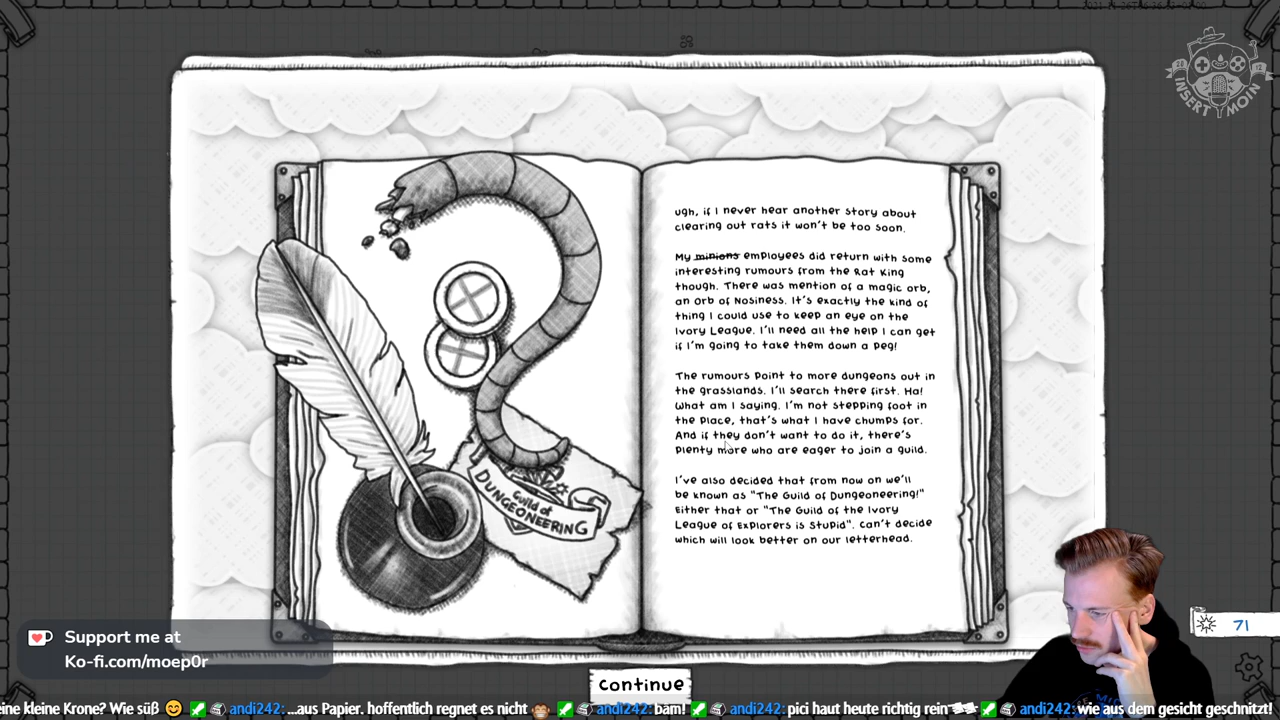 INSERT MOIN
ugh, if I never hear another story about
clearing out rats it won't be too soon.
My minions employees did return with some
interesting rumours from the Rat King
though. There was mention of a magic orb,
an Orb of Nosiness. It's exactly the kind of
thing I could use to keep an eye on the
Ivory League. I'll need all the help I can get
if I'm going to take them down a peg!
The rumours point to more dungeons out in
the grasslands. I'll search there first. Ha!
What am I saying. I'm not stepping foot in
the place, that's what I have chumps for.
And if they don't want to do it, there's
plenty more who are eager to join a guild.
I've also decided that from now on we'll
be known as "The Guild of Dungeoneering!"
Either that or "The Guild of the Ivory
League of Explorers is Stupid". Can't decide
which will look better on our letterhead.
Guild of
DUNGEONEERING
71
Support me at
Ko-fi.com/moep0r
continue
eine kleine Krone? Wie süß andi242: ...aus Papier. hoffentlich regnet es nicht andi242: bam! andi242: pici haut heute richtig rein andi242: wie aus dem gesicht geschnitzt!